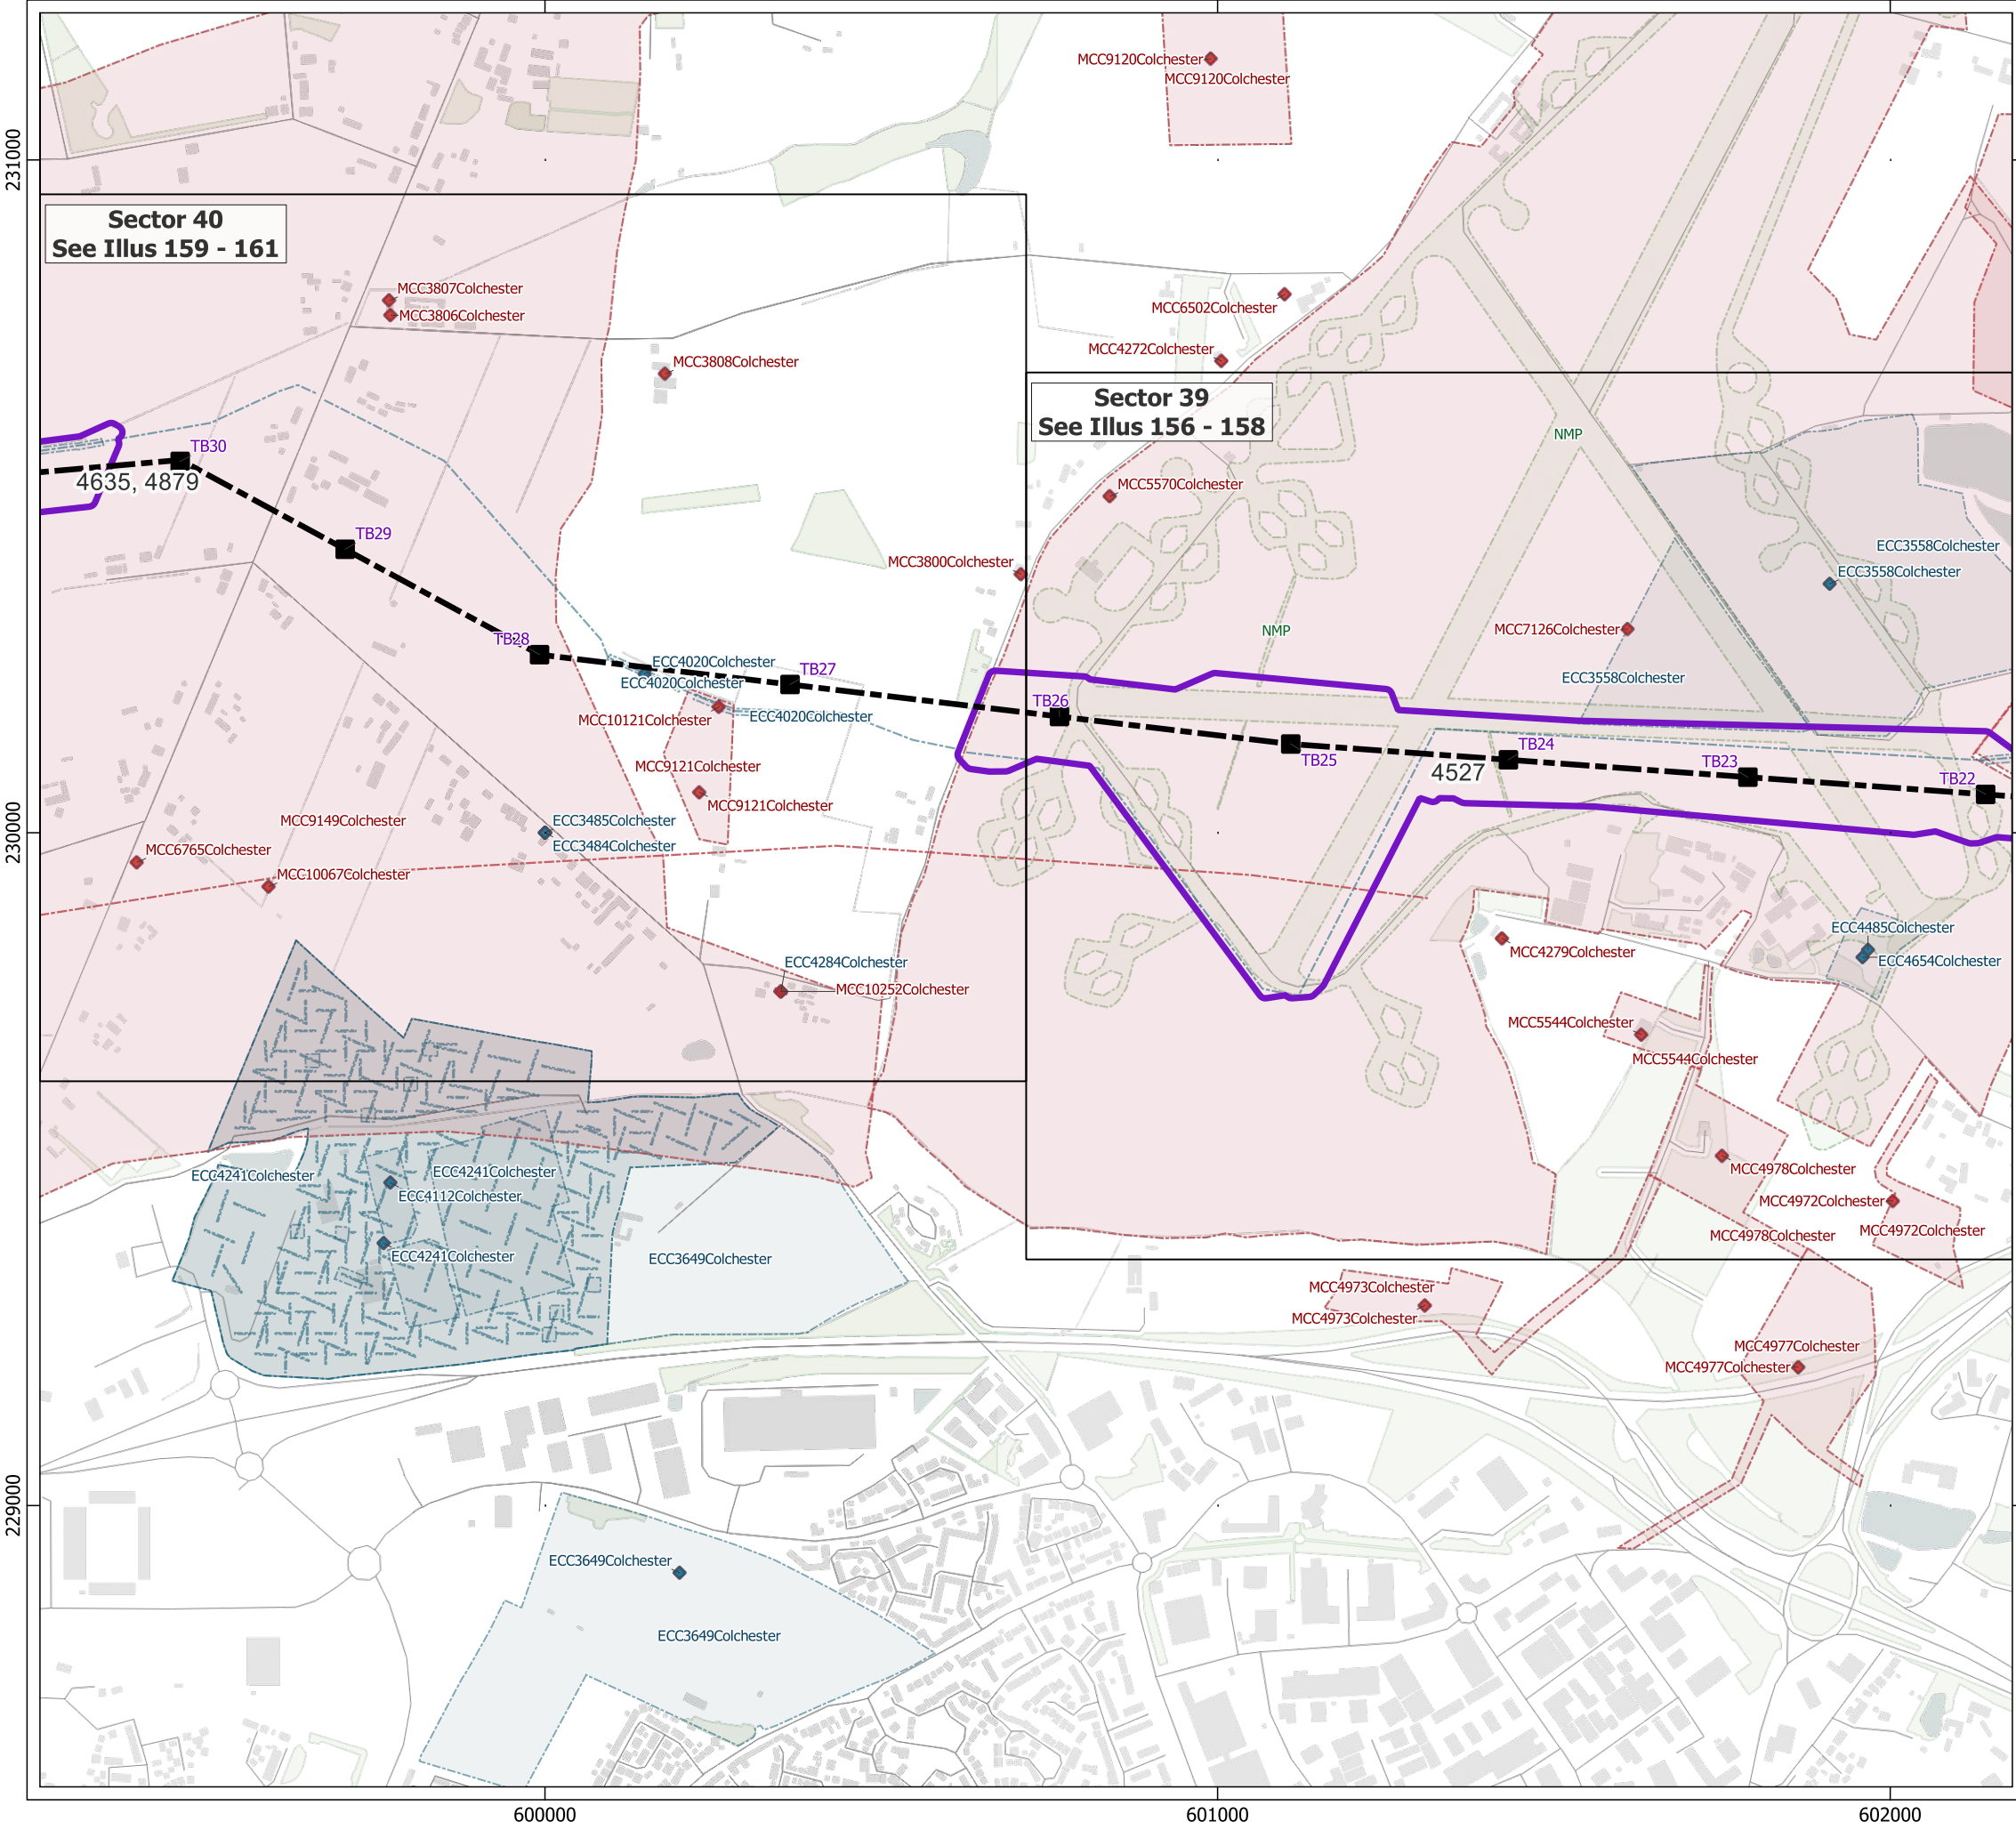 MCC9120Colchester
MCC9120Colchester
231000
Sector 40
See Illus 159 - 161
MCC3807Colchester
MCC3806Colchester
MCC6502Colchester
MCC4272Colchester
MCC3808Colchester
Sector 39
See Illus 156 - 158
NMP
TB30
4635, 4879
MCC5570Colchester
TB29
ECC3558Colchester
MCC3800Colchester
ECC3558Colchester
TB28
NMP
MCC7126Colchester
ECC4020Colchester
TB27
ECC4020Colchester
ECC3558Colchester
TB26
MCC10121Colchester
ECC4020Colchester
TB24
TB25
TB23
4527
TB22
MCC9121Colchester
MCC9121Colchester
MCC9149Colchester
ECC3485Colchester
230000
ECC3484Colchester
MCC6765Colchester
MCC10067Colchester
ECC4485Colchester
MCC4279Colchester
ECC4284Colchester
ECC4654Colchester
MCC10252Colchester
MCC5544Colchester
MCC5544Colchester
ECC4241Colchester
ECC4241Colchester
MCC4978Colchester
ECC4112Colchester
MCC4972Colchester
MCC4972Colchester
MCC4978Colchester
ECC4241Colchester
ECC3649Colchester
MCC4973Colchester
MCC4973Colchester
MCC4977Colchester
MCC4977Colchester
229000
ECC3649Colchester
ECC3649Colchester
600000
601000
602000